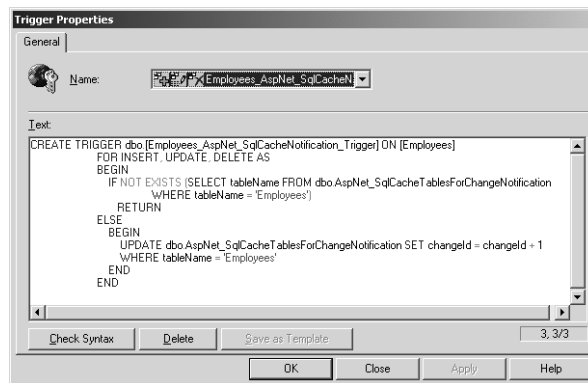 Trigger Properties
General
Name:
Employees_AspNet_SqlCacheN
Text:
CREATE TRIGGER dbo.[Employees_AspNet_SqlCacheNotification_Trigger] ON [Employees]
FOR INSERT, UPDATE, DELETE AS
BEGIN
IF NOT EXISTS (SELECT tableName FROM dbo.AspNet_SqlCacheTablesForChangeNotification
WHERE tableName = 'Employees')
RETURN
ELSE
BEGIN
UPDATE dbo.AspNet_SqlCacheTablesForChangeNotification SET changeId = changeId + 1
WHERE tableName = 'Employees'
END
END
Check Syntax Delete Save as Template 3, 3/3
OK Close Apply Help